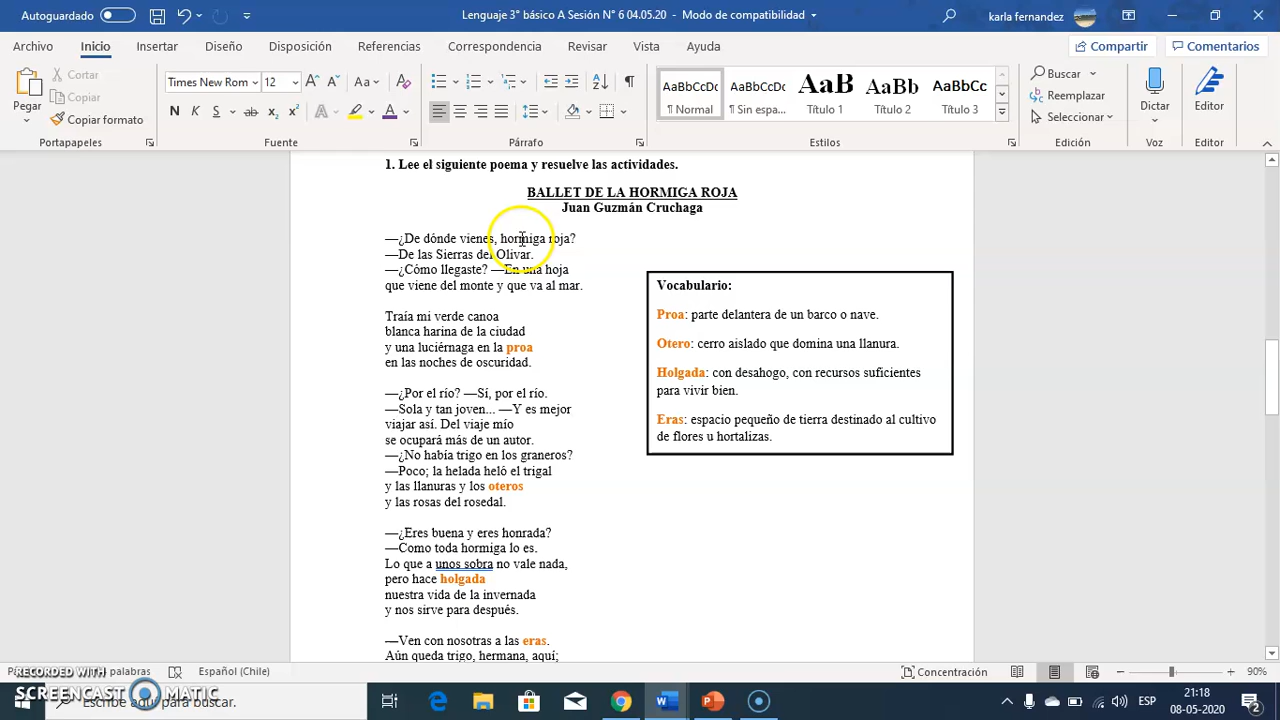 Autoguardado
Lenguaje 3° básico A Sesión N° 6 04.05.20 - Modo de compatibilidad
karla fernandez
Archivo Inicio Insertar Diseño Disposición Referencias Correspondencia Revisar Vista Ayuda Compartir Comentarios
Pegar
Cortar
Copiar
Copiar formato
Times New Rom 12
Aa
N K S ab x₂ x²
A A
AaBbCcDc AaBbCcDc AaB AaBb AaBbCc
¶ Normal ¶ Sin espa... Título 1 Título 2 Título 3
Buscar
Reemplazar
Seleccionar
Dictar
Editor
Portapapeles Fuente Párrafo Estilos Edición Voz Editor
1. Lee el siguiente poema y resuelve las actividades.
BALLET DE LA HORMIGA ROJA
Juan Guzmán Cruchaga
—¿De dónde vienes, hormiga roja?
—De las Sierras del Olivar.
—¿Cómo llegaste? —En una hoja
que viene del monte y que va al mar.
Traía mi verde canoa
blanca harina de la ciudad
y una luciérnaga en la proa
en las noches de oscuridad.
—¿Por el río? —Sí, por el río.
—Sola y tan joven... —Y es mejor
viajar así. Del viaje mío
se ocupará más de un autor.
—¿No había trigo en los graneros?
—Poco; la helada heló el trigal
y las llanuras y los oteros
y las rosas del rosedal.
—¿Eres buena y eres honrada?
—Como toda hormiga lo es.
Lo que a unos sobra no vale nada,
pero hace holgada
nuestra vida de la invernada
y nos sirve para después.
—Ven con nosotras a las eras.
Aún queda trigo, hermana, aquí;
Vocabulario:
Proa: parte delantera de un barco o nave.
Otero: cerro aislado que domina una llanura.
Holgada: con desahogo, con recursos suficientes
para vivir bien.
Eras: espacio pequeño de tierra destinado al cultivo
de flores u hortalizas.
palabras Español (Chile) Concentración 90%
RECORDED WITH
SCREENCAST MATIC
Escribe aquí para buscar.
ESP
21:18
08-05-2020
2